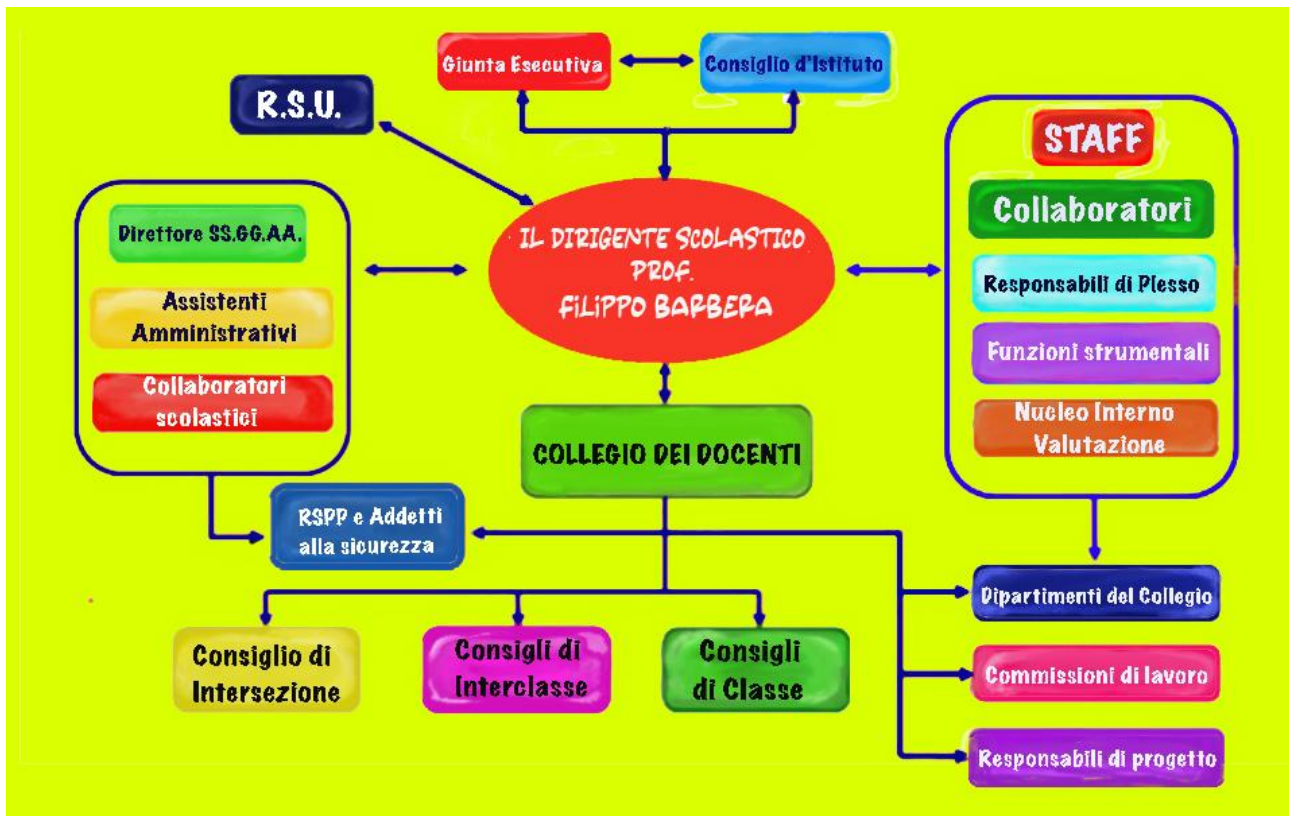 Giunta Esecutiva
Consiglio d'Istituto
R.S.U.
STAFF
Collaboratori
Responsabili di Plesso
Funzioni strumentali
Nucleo Interno
Valutazione
Direttore SS.GG.AA.
Assistenti
Amministrativi
Collaboratori
scolastici
IL DIRIGENTE SCOLASTICO
PROF.
FILIPPO BARBERA
COLLEGIO DEI DOCENTI
RSPP e Addetti
alla sicurezza
Dipartimenti del Collegio
Commissioni di lavoro
Responsabili di progetto
Consiglio di
Intersezione
Consigli di
Interclasse
Consigli
di Classe